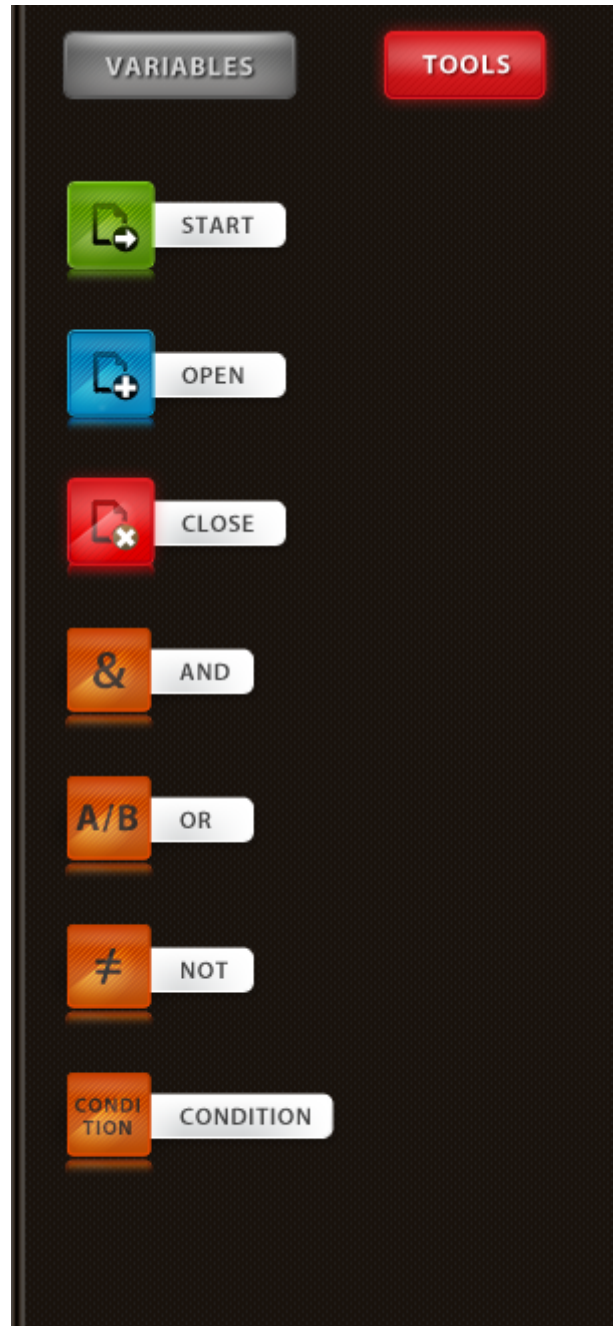 VARIABLES
TOOLS
START
OPEN
CLOSE
& AND
A/B OR
≠ NOT
CONDI
TION
CONDITION